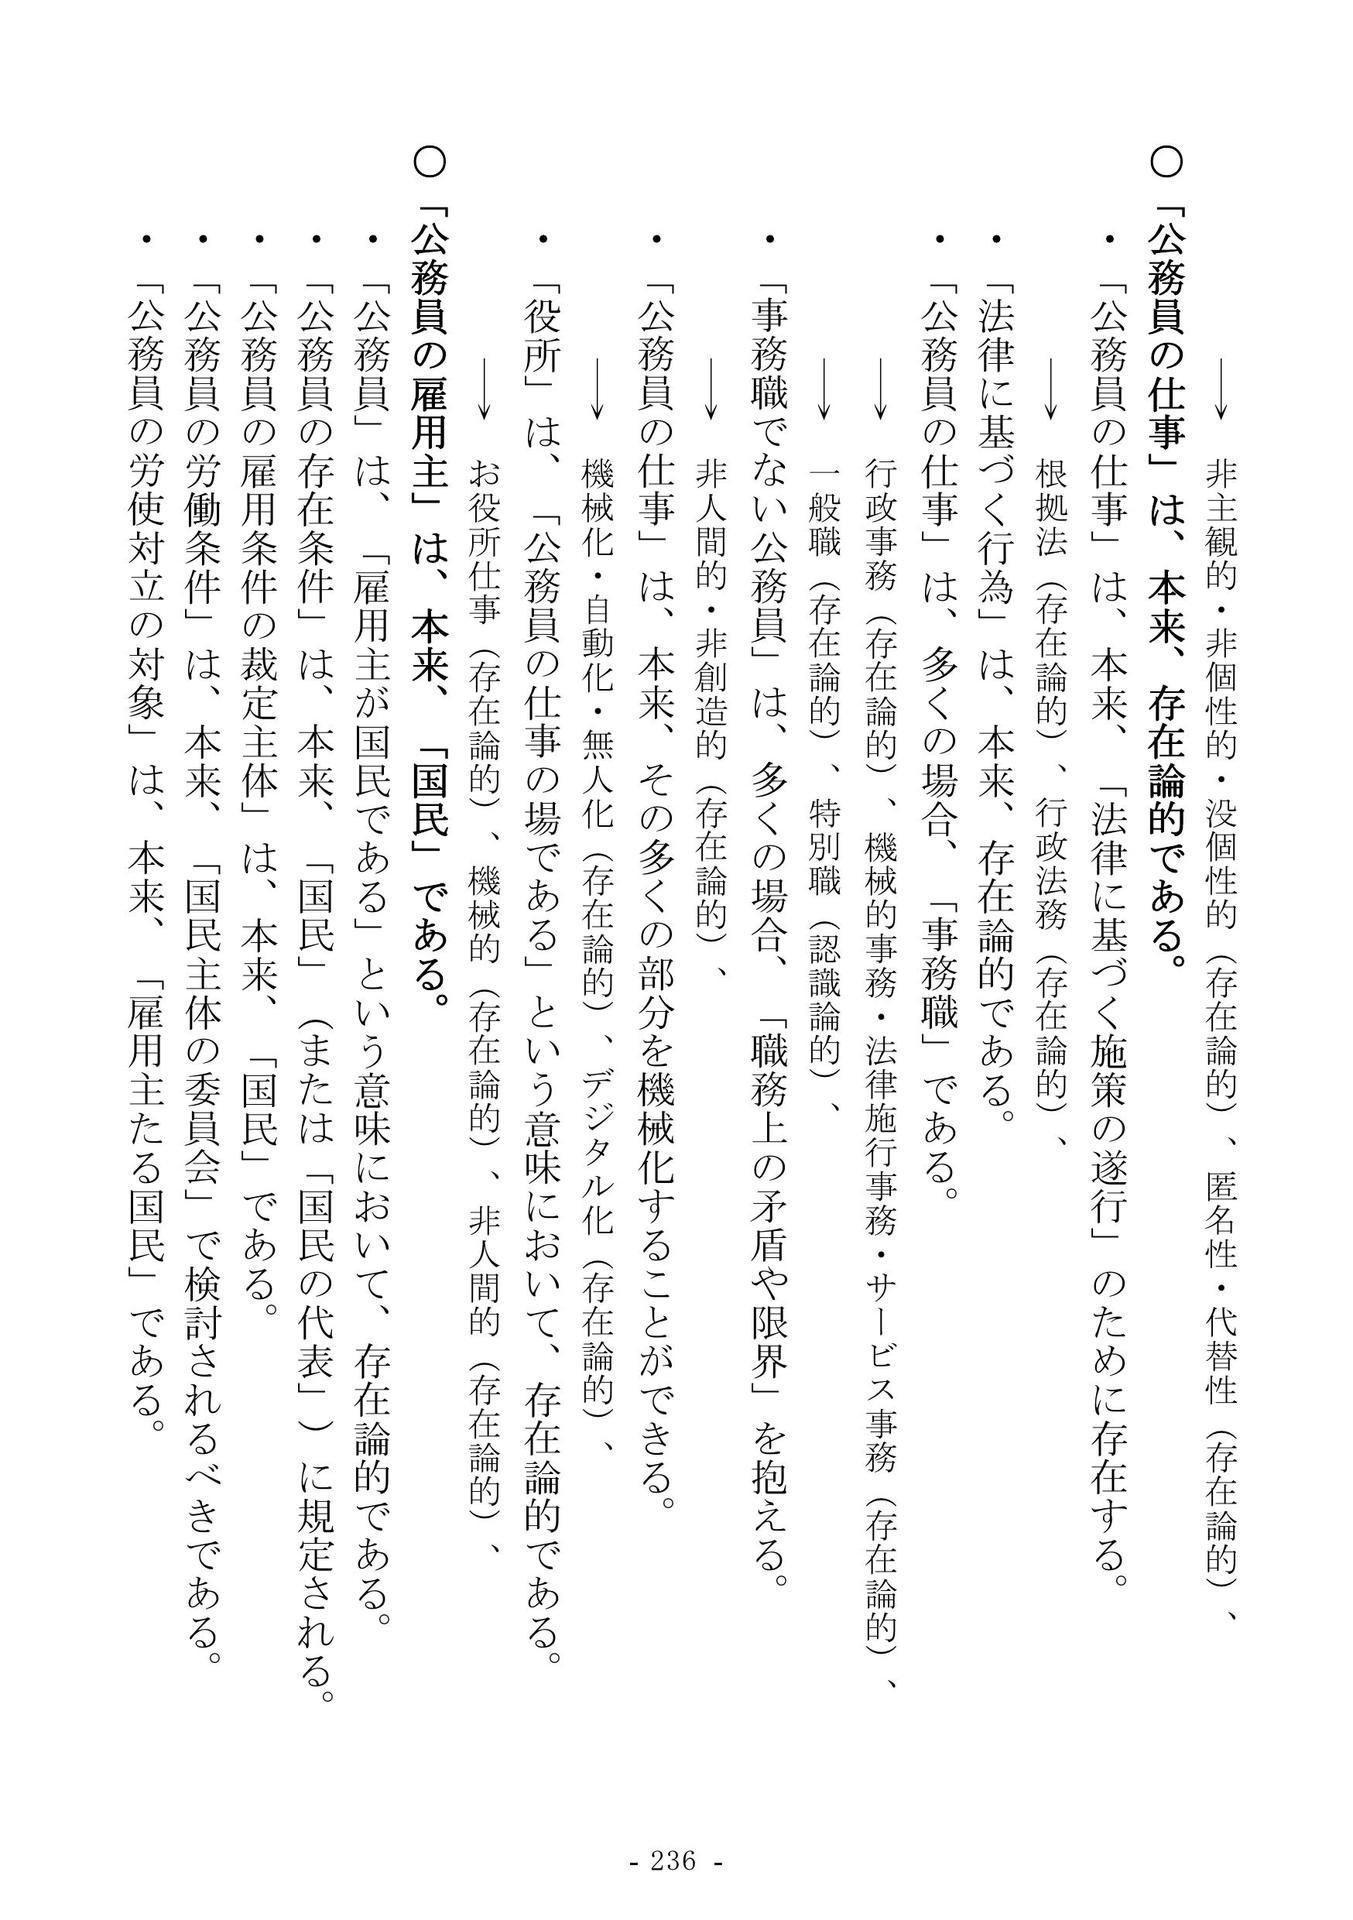 ↓ 非主観的・非個性的・没個性的（存在論的）、匿名性・代替性（存在論的）、
○「公務員の仕事」は、本来、存在論的である。
・「公務員の仕事」は、本来、「法律に基づく施策の遂行」のために存在する。
↓ 根拠法（存在論的）、行政法務（存在論的）、
・「法律に基づく行為」は、本来、存在論的である。
・「公務員の仕事」は、多くの場合、「事務職」である。
↓ 行政事務（存在論的）、機械的事務・法律施行事務・サービス事務（存在論的）、
↓ 一般職（存在論的）、特別職（認識論的）、
・「事務職でない公務員」は、多くの場合、「職務上の矛盾や限界」を抱える。
↓ 非人間的・非創造的（存在論的）、
・「公務員の仕事」は、本来、その多くの部分を機械化することができる。
↓ 機械化・自動化・無人化（存在論的）、デジタル化（存在論的）、
・「役所」は、「公務員の仕事の場である」という意味において、存在論的である。
↓ お役所仕事（存在論的）、機械的（存在論的）、非人間的（存在論的）、
○「公務員の雇用主」は、本来、「国民」である。
・「公務員」は、「雇用主が国民である」という意味において、存在論的である。
・「公務員の存在条件」は、本来、「国民」（または「国民の代表」）に規定される。
・「公務員の雇用条件の裁定主体」は、本来、「国民」である。
・「公務員の労働条件」は、本来、「国民主体の委員会」で検討されるべきである。
・「公務員の労使対立の対象」は、本来、「雇用主たる国民」である。
- 236 -